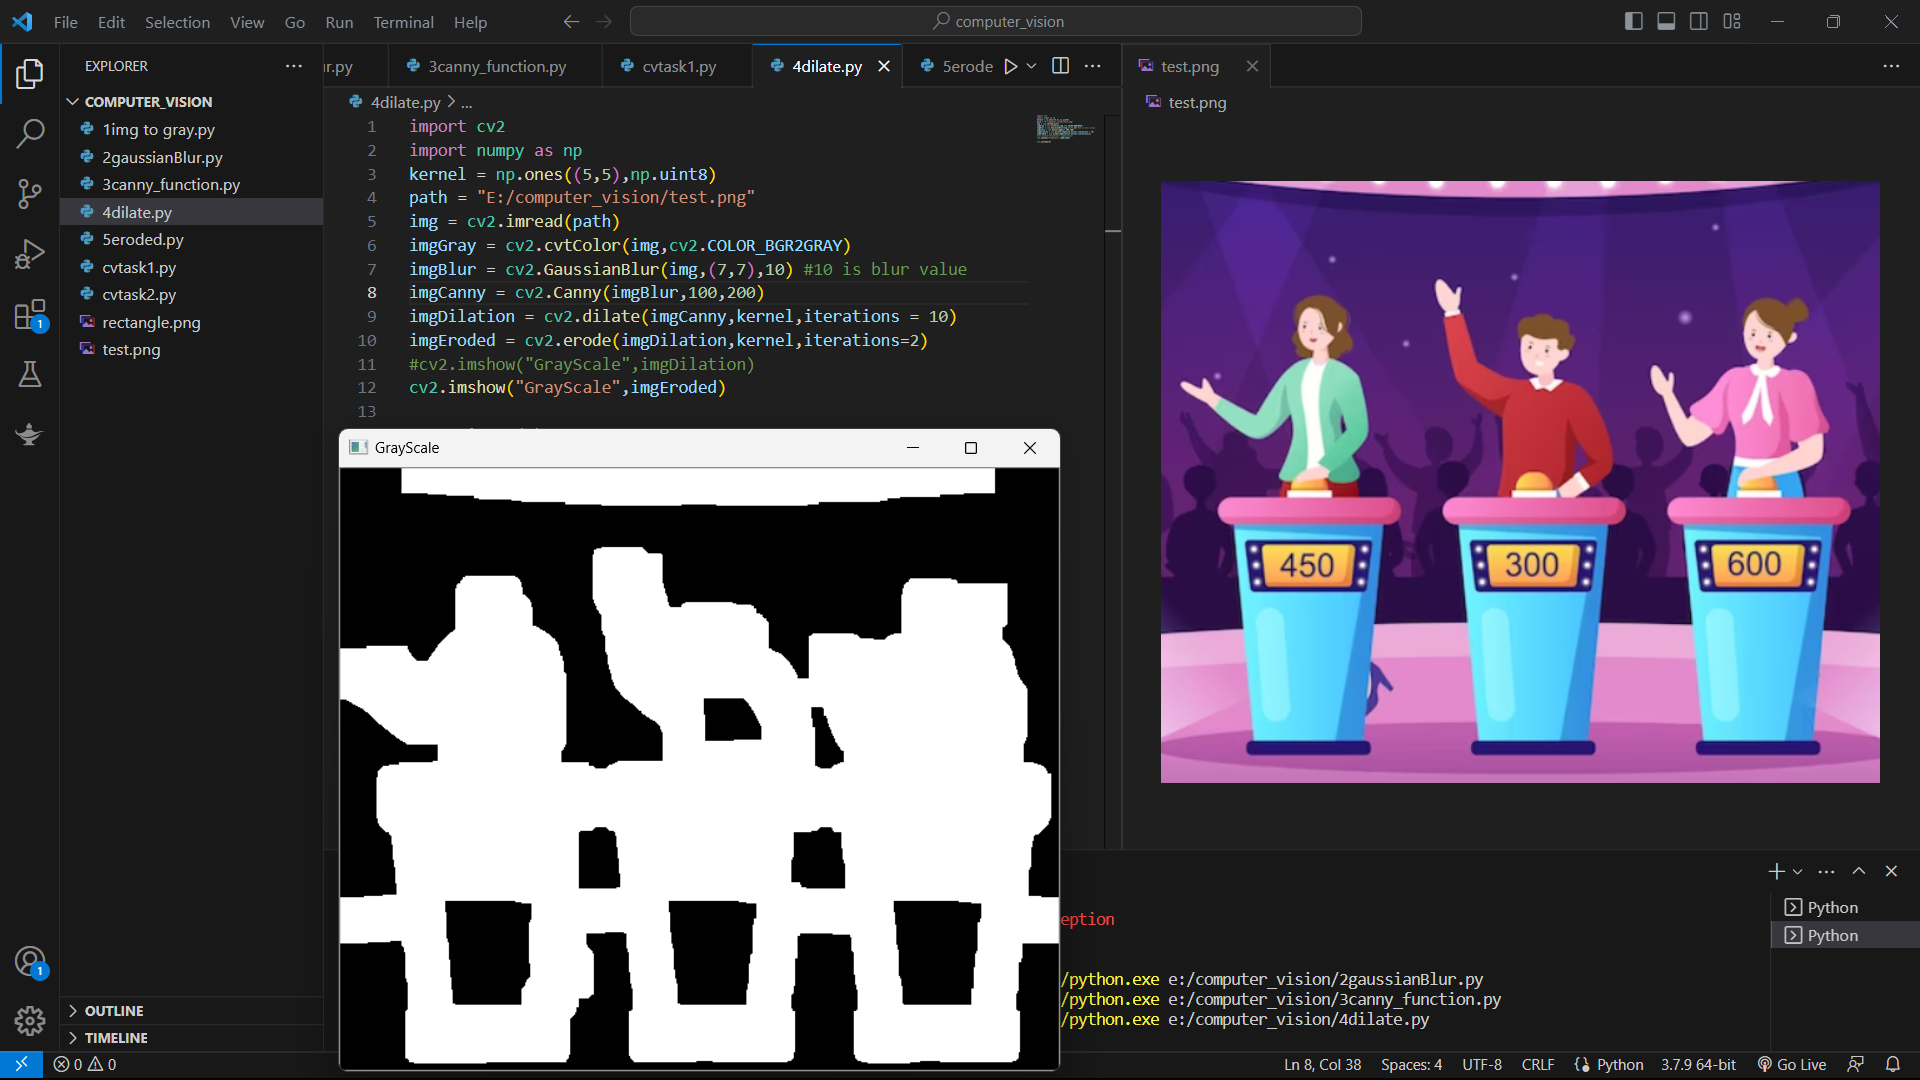 File Edit Selection View Go Run Terminal Help
computer_vision
EXPLORER
COMPUTER_VISION
1img to gray.py
2gaussianBlur.py
3canny_function.py
4dilate.py
5eroded.py
cvtask1.py
cvtask2.py
rectangle.png
test.png
OUTLINE
TIMELINE
r.py 3canny_function.py cvtask1.py 4dilate.py 5erode
4dilate.py > ...
1 import cv2
2 import numpy as np
3 kernel = np.ones((5,5),np.uint8)
4 path = "E:/computer_vision/test.png"
5 img = cv2.imread(path)
6 imgGray = cv2.cvtColor(img,cv2.COLOR_BGR2GRAY)
7 imgBlur = cv2.GaussianBlur(img,(7,7),10) #10 is blur value
8 imgCanny = cv2.Canny(imgBlur,100,200)
9 imgDilation = cv2.dilate(imgCanny,kernel,iterations = 10)
10 imgEroded = cv2.erode(imgDilation,kernel,iterations=2)
11 #cv2.imshow("GrayScale",imgDilation)
12 cv2.imshow("GrayScale",imgEroded)
13
GrayScale
test.png
test.png
450
300
600
eption
/python.exe e:/computer_vision/2gaussianBlur.py
/python.exe e:/computer_vision/3canny_function.py
/python.exe e:/computer_vision/4dilate.py
Python
Python
1
1
0 0
Ln 8, Col 38 Spaces: 4 UTF-8 CRLF Python 3.7.9 64-bit Go Live